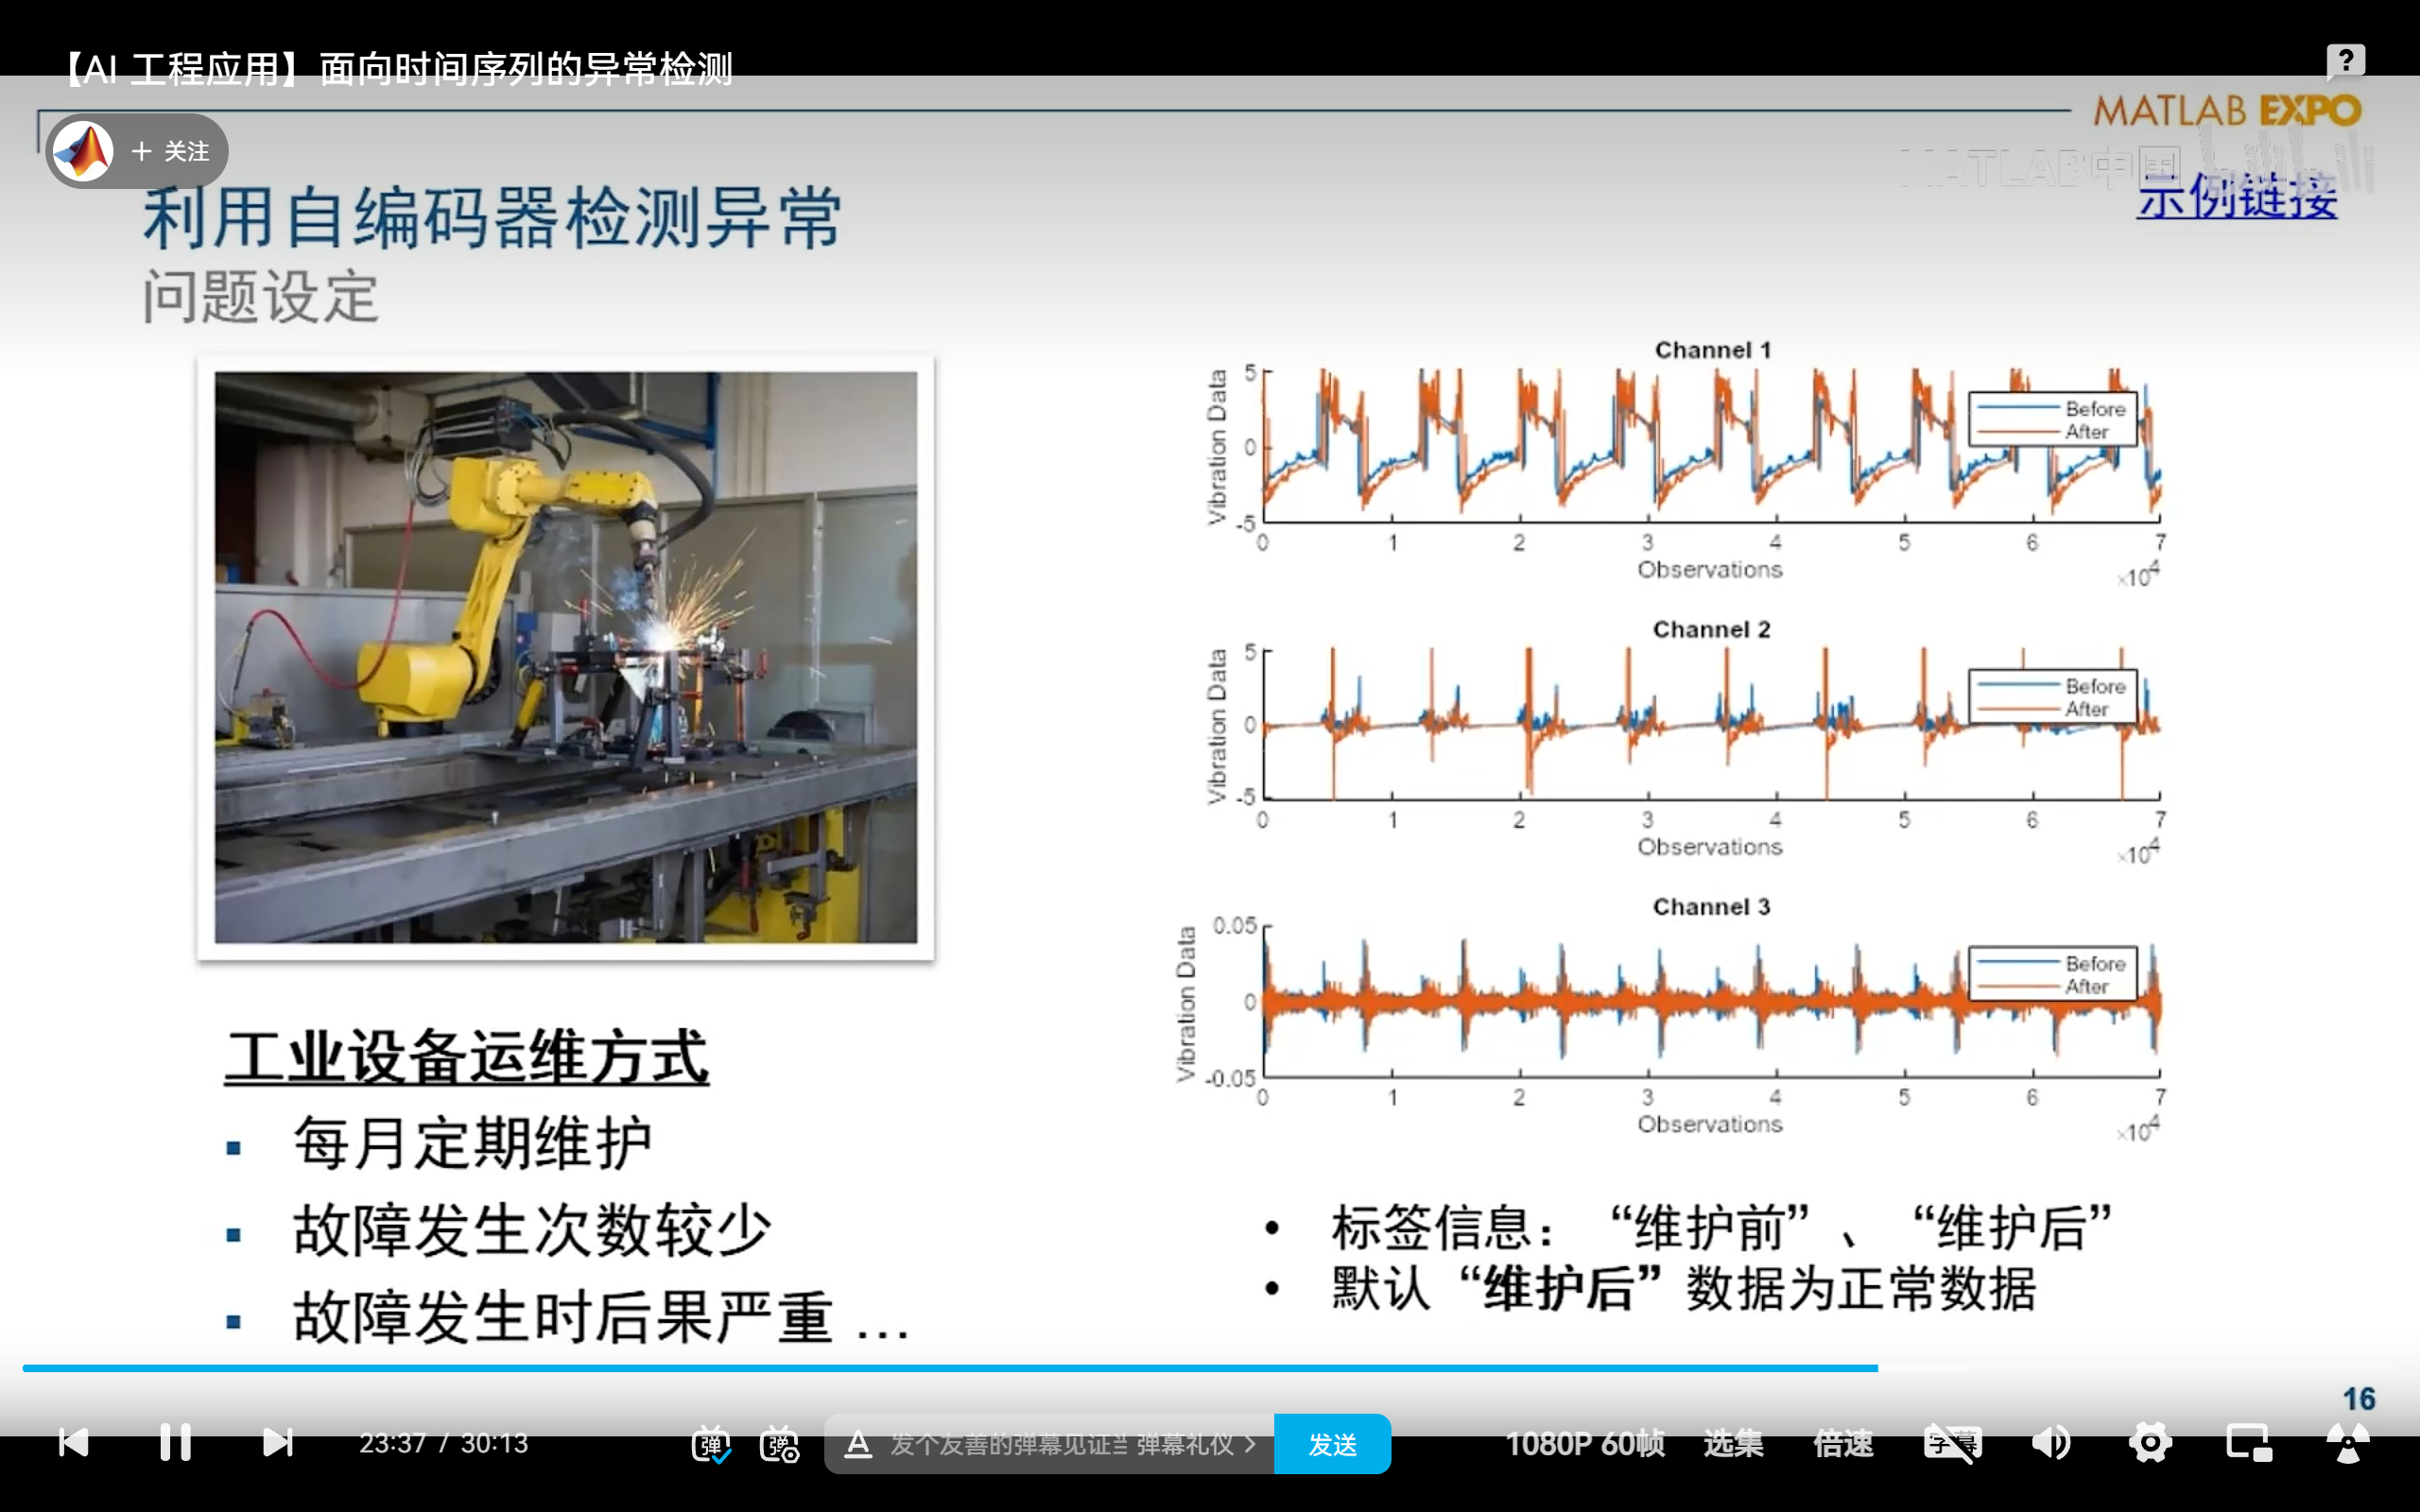 【AI 工程应用】面向时间序列的异常检测
MATLAB EXPO
+ 关注
MATLAB中国
利用自编码器检测异常
示例链接
问题设定
Channel 1
Vibration Data
5
0
-5
Before
After
0 1 2 3 4 5 6 7
Observations
×10⁴
Channel 2
Vibration Data
5
0
-5
Before
After
0 1 2 3 4 5 6 7
Observations
×10⁴
Channel 3
Vibration Data
0.05
0
-0.05
Before
After
0 1 2 3 4 5 6 7
Observations
×10⁴
工业设备运维方式
▪ 每月定期维护
▪ 故障发生次数较少
▪ 故障发生时后果严重 …
• 标签信息：“维护前”、“维护后”
• 默认“维护后”数据为正常数据
16
23:37 / 30:13
弹
弹
A
发个友善的弹幕见证
弹幕礼仪 >
发送
1080P 60帧
选集
倍速
字幕